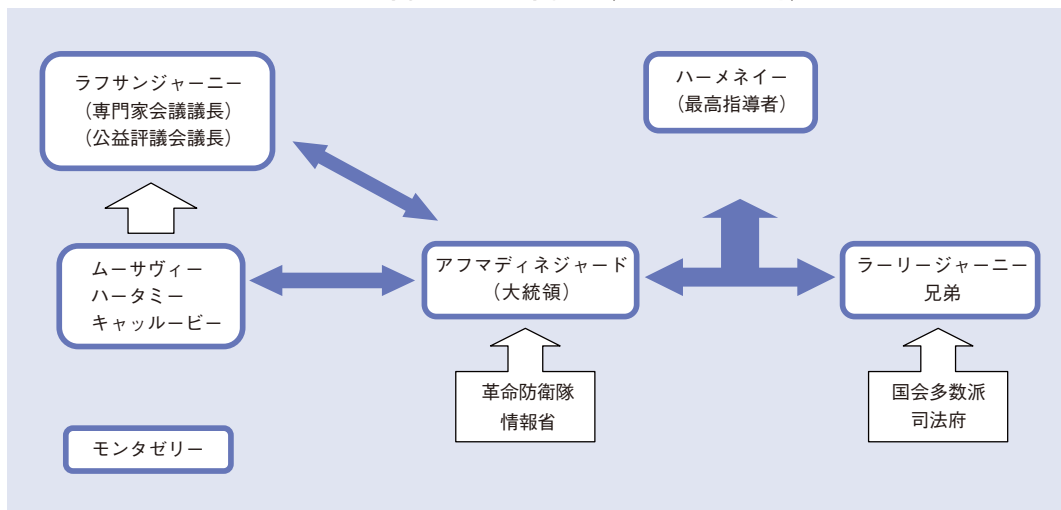 ラフサンジャーニー
(専門家会議議長)
(公益評議会議長)
ハーメネイー
(最高指導者)
ムーサヴィー
ハータミー
キャッルービー
アフマディネジャード
(大統領)
ラーリージャーニー
兄弟
革命防衛隊
情報省
国会多数派
司法府
モンタゼリー